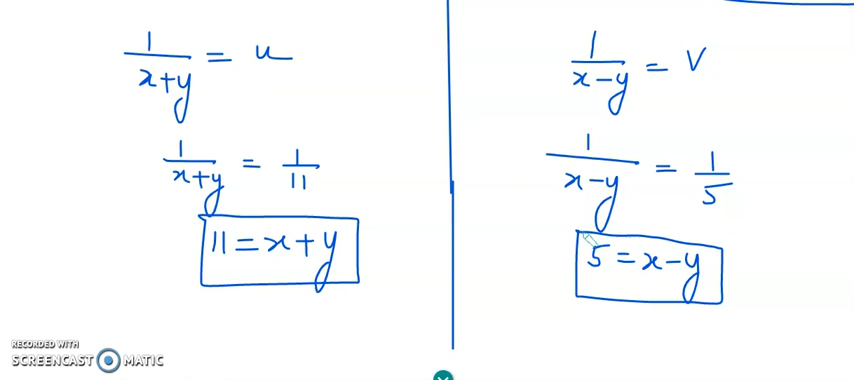 1/(x+y) = u
1/(x+y) = 1/11
11 = x+y
1/(x-y) = v
1/(x-y) = 1/5
5 = x-y
RECORDED WITH
SCREENCAST MATIC